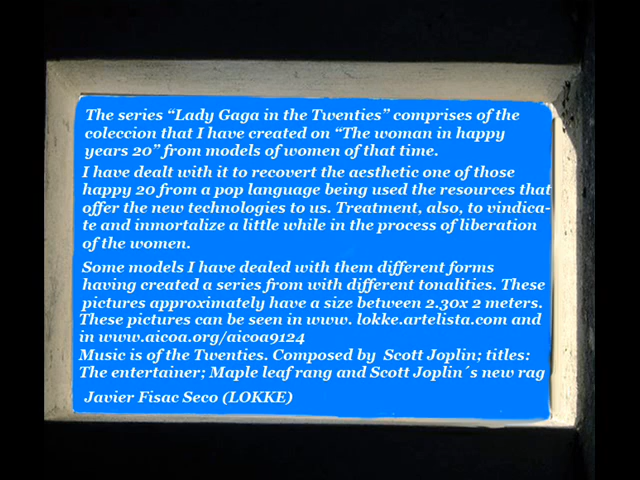 The series “Lady Gaga in the Twenties” comprises of the
coleccion that I have created on “The woman in happy
years 20” from models of women of that time.
I have dealt with it to recovert the aesthetic one of those
happy 20 from a pop language being used the resources that
offer the new technologies to us. Treatment, also, to vindica-
te and inmortalize a little while in the process of liberation
of the women.
Some models I have dealed with them different forms
having created a series from with different tonalities. These
pictures approximately have a size between 2.30x 2 meters.
These pictures can be seen in www. lokke.artelista.com and
in www.aicoa.org/aicoa9124
Music is of the Twenties. Composed by  Scott Joplin; titles:
The entertainer; Maple leaf rang and Scott Joplin´s new rag
Javier Fisac Seco (LOKKE)